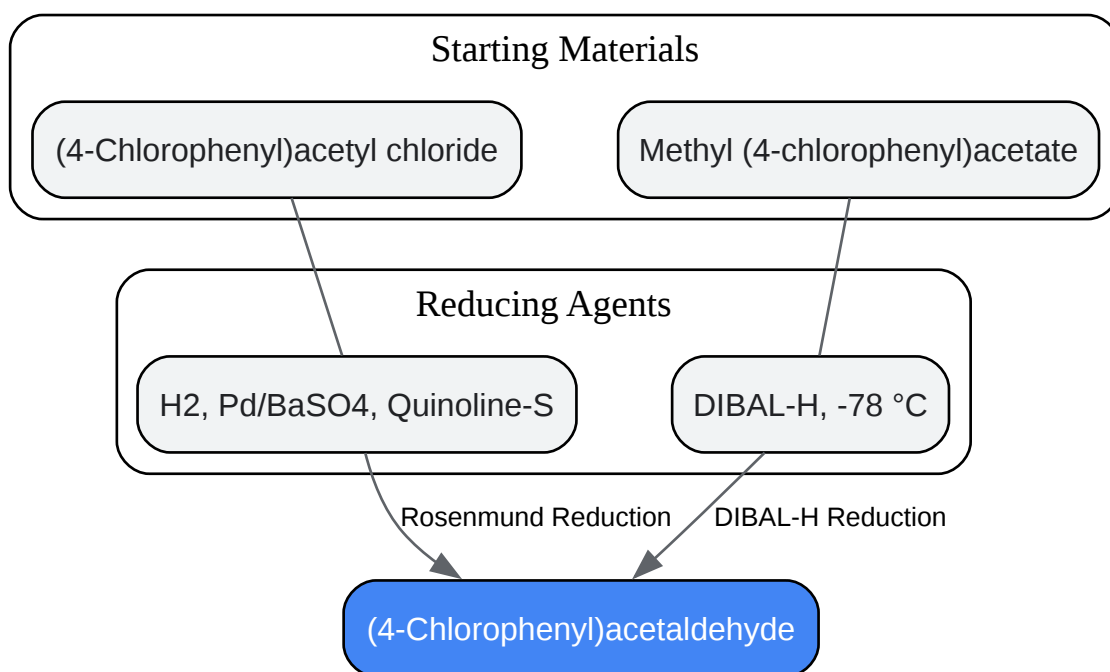 Starting Materials
(4-Chlorophenyl)acetyl chloride
Methyl (4-chlorophenyl)acetate
Reducing Agents
H2, Pd/BaSO4, Quinoline-S
DIBAL-H, -78 °C
Rosenmund Reduction
DIBAL-H Reduction
(4-Chlorophenyl)acetaldehyde